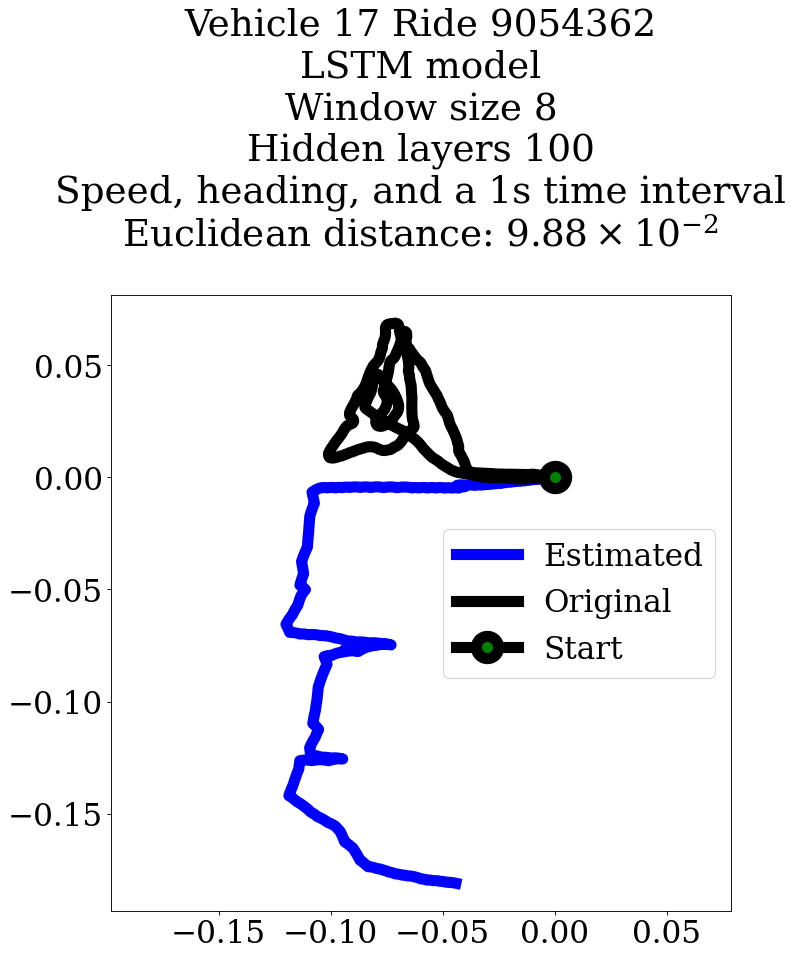 Vehicle 17 Ride 9054362
LSTM model
Window size 8
Hidden layers 100
Speed, heading, and a 1s time interval
Euclidean distance: 9.88 × 10⁻²
0.05
0.00
−0.05
−0.10
−0.15
Estimated
Original
Start
−0.15 −0.10 −0.05 0.00 0.05